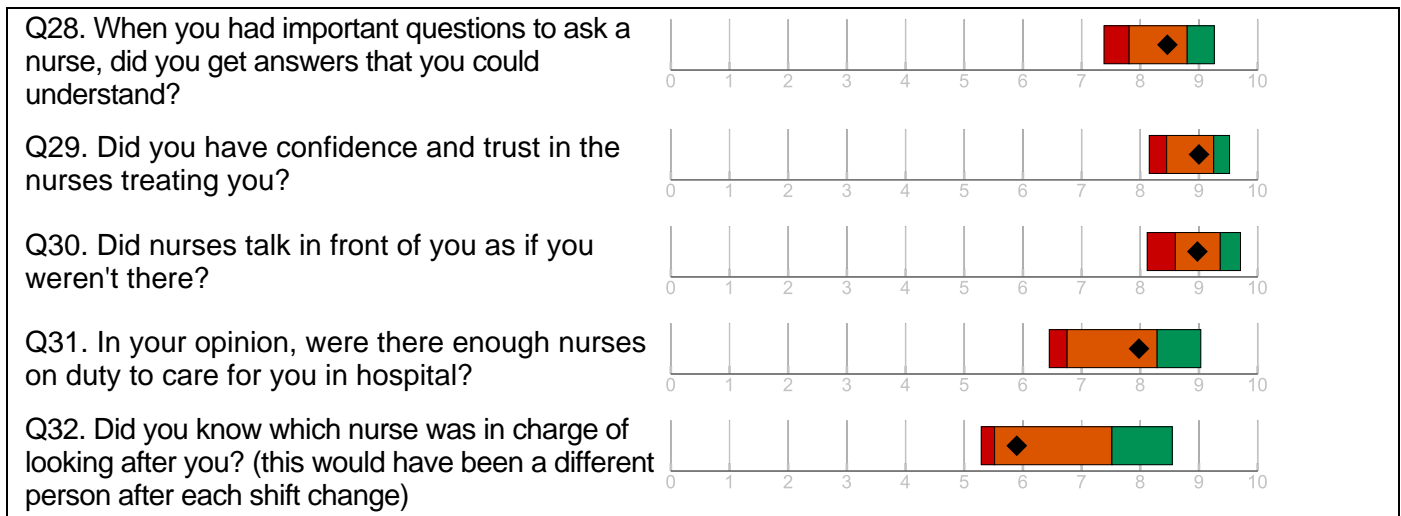 Q28. When you had important questions to ask a
nurse, did you get answers that you could
understand?
0 1 2 3 4 5 6 7 8 9 10
Q29. Did you have confidence and trust in the
nurses treating you?
0 1 2 3 4 5 6 7 8 9 10
Q30. Did nurses talk in front of you as if you
weren't there?
0 1 2 3 4 5 6 7 8 9 10
Q31. In your opinion, were there enough nurses
on duty to care for you in hospital?
0 1 2 3 4 5 6 7 8 9 10
Q32. Did you know which nurse was in charge of
looking after you? (this would have been a different
person after each shift change)
0 1 2 3 4 5 6 7 8 9 10